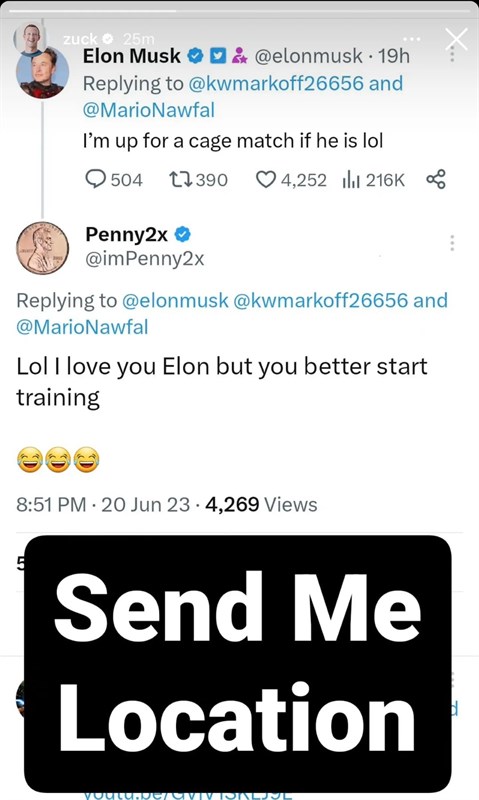 zuck 25m
Elon Musk @elonmusk · 19h
Replying to @kwmarkoff26656 and
@MarioNawfal
I'm up for a cage match if he is lol
504 390 4,252 216K
Penny2x
@imPenny2x
Replying to @elonmusk @kwmarkoff26656 and
@MarioNawfal
Lol I love you Elon but you better start
training
😂😂😂
8:51 PM · 20 Jun 23 · 4,269 Views
5
Send Me
Location
d